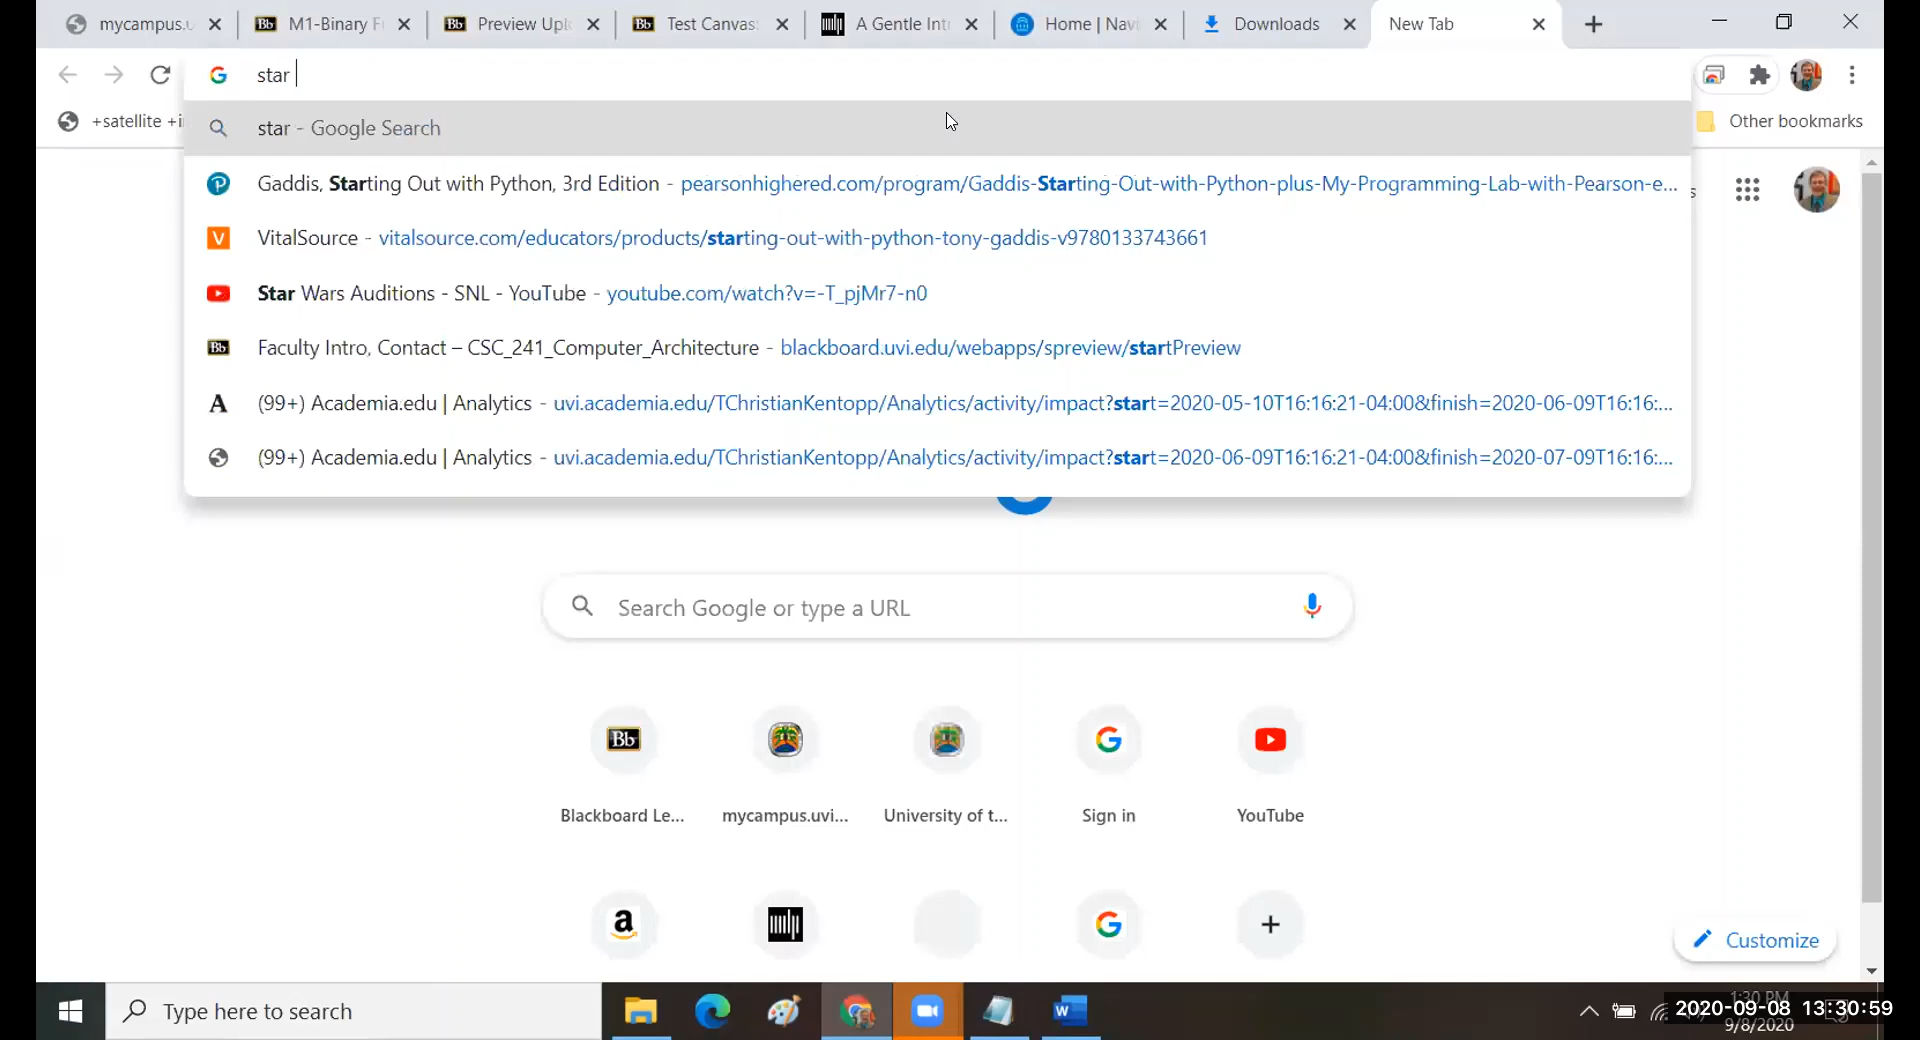 mycampus.u
M1-Binary F
Preview Upl
Test Canvas:
A Gentle Int
Home | Navi
Downloads
New Tab
star
+satellite +i
Other bookmarks
star - Google Search
Gaddis, Starting Out with Python, 3rd Edition - pearsonhighered.com/program/Gaddis-Starting-Out-with-Python-plus-My-Programming-Lab-with-Pearson-e...
s
VitalSource - vitalsource.com/educators/products/starting-out-with-python-tony-gaddis-v9780133743661
Star Wars Auditions - SNL - YouTube - youtube.com/watch?v=-T_pjMr7-n0
Faculty Intro, Contact – CSC_241_Computer_Architecture - blackboard.uvi.edu/webapps/spreview/startPreview
(99+) Academia.edu | Analytics - uvi.academia.edu/TChristianKentopp/Analytics/activity/impact?start=2020-05-10T16:16:21-04:00&finish=2020-06-09T16:16:...
(99+) Academia.edu | Analytics - uvi.academia.edu/TChristianKentopp/Analytics/activity/impact?start=2020-06-09T16:16:21-04:00&finish=2020-07-09T16:16:...
Search Google or type a URL
Blackboard Le...
mycampus.uvi...
University of t...
Sign in
YouTube
Customize
Type here to search
1:30 PM
2020-09-08 13:30:59
9/8/2020